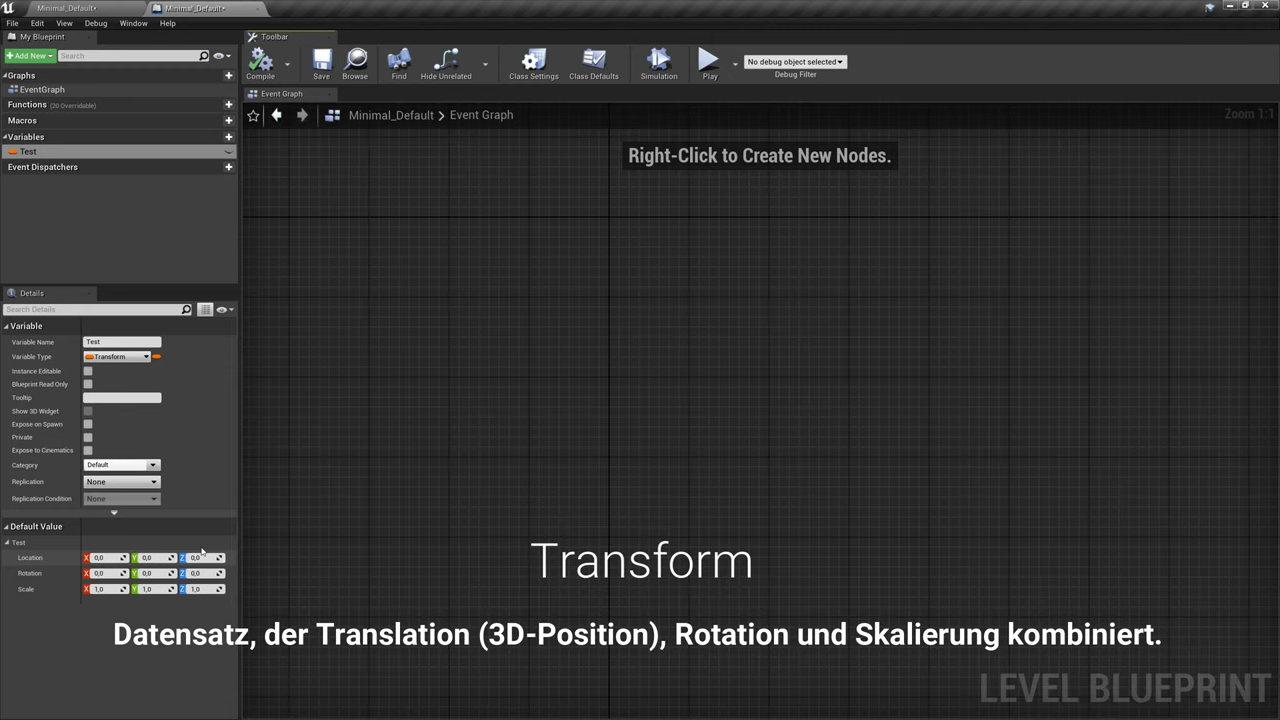 Minimal_Default*
Minimal_Default*
File Edit View Debug Window Help
My Blueprint
Add New
Search
Graphs
EventGraph
Functions (20 Overridable)
Macros
Variables
Test
Event Dispatchers
Toolbar
Compile
Save
Browse
Find
Hide Unrelated
Class Settings
Class Defaults
Simulation
Play
No debug object selected
Debug Filter
Event Graph
Minimal_Default > Event Graph
Zoom 1:1
Right-Click to Create New Nodes.
Details
Search Details
Variable
Variable Name Test
Variable Type Transform
Instance Editable
Blueprint Read Only
Tooltip
Show 3D Widget
Expose on Spawn
Private
Expose to Cinematics
Category Default
Replication None
Replication Condition None
Default Value
Test
Location X 0,0 Y 0,0 Z 0,0
Rotation X 0,0 Y 0,0 Z 0,0
Scale X 1,0 Y 1,0 Z 1,0
Transform
Datensatz, der Translation (3D-Position), Rotation und Skalierung kombiniert.
LEVEL BLUEPRINT